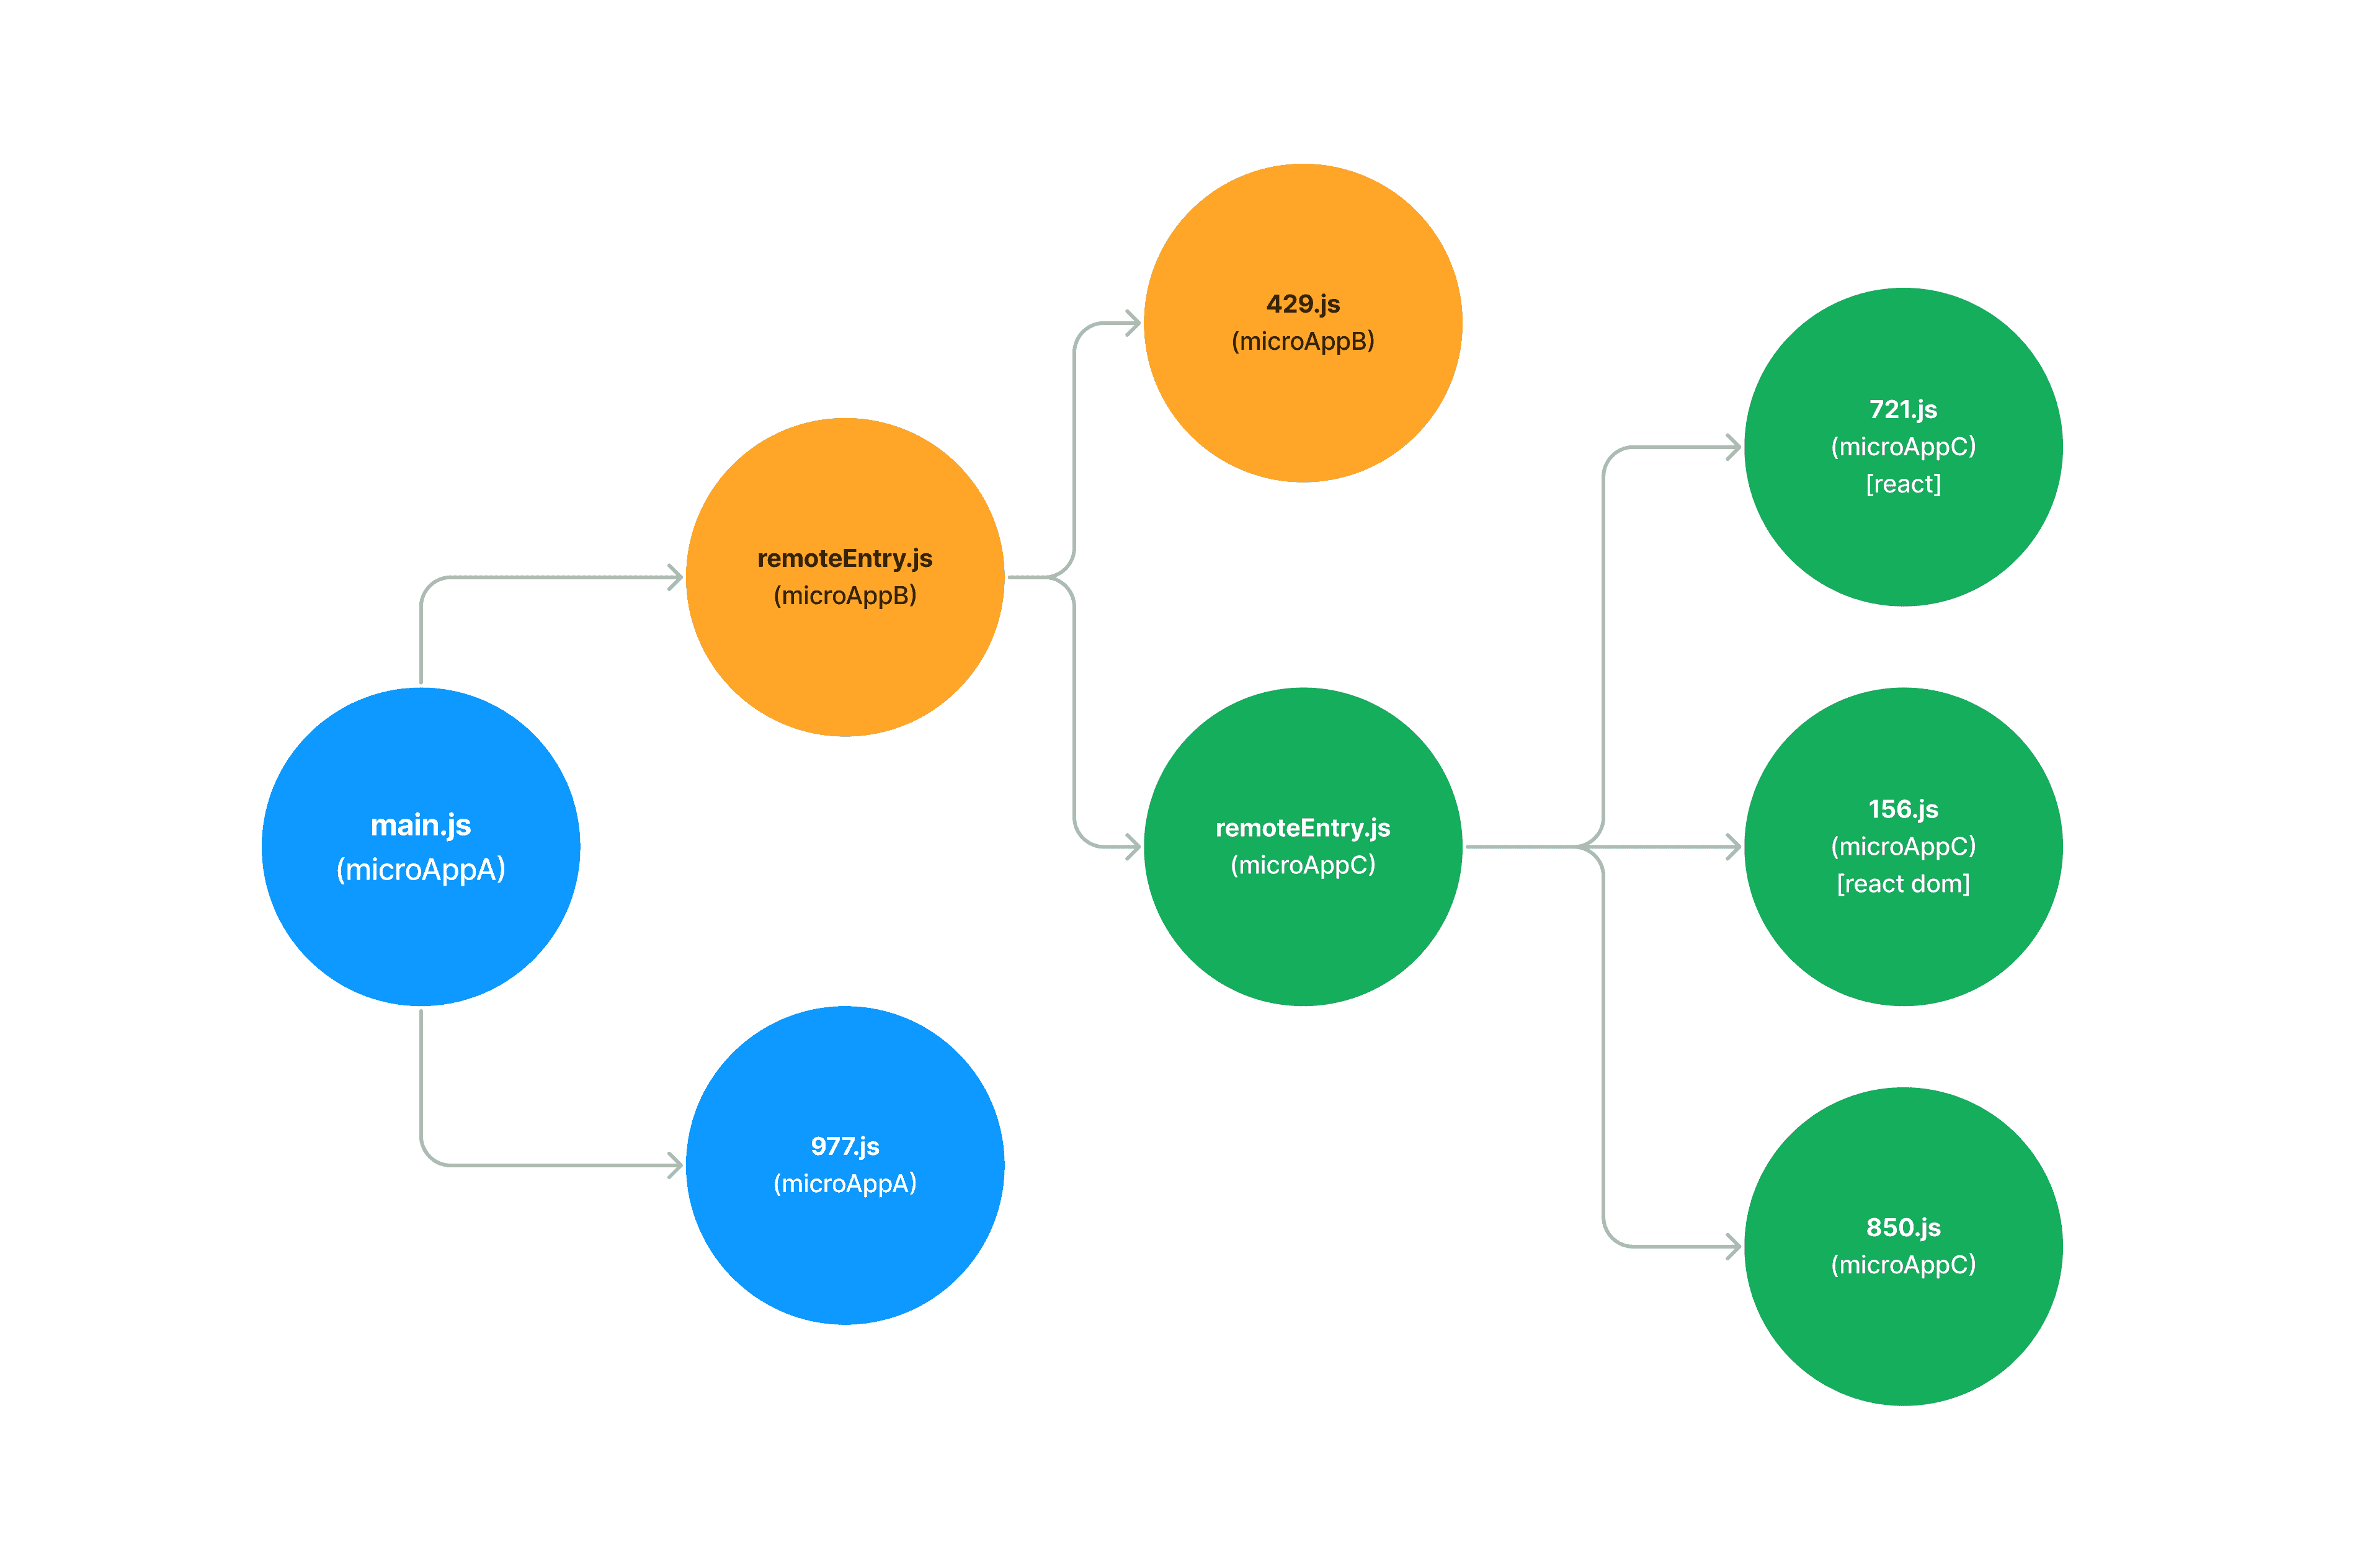 main.js
(microAppA)
remoteEntry.js
(microAppB)
977.js
(microAppA)
429.js
(microAppB)
remoteEntry.js
(microAppC)
721.js
(microAppC)
[react]
156.js
(microAppC)
[react dom]
850.js
(microAppC)